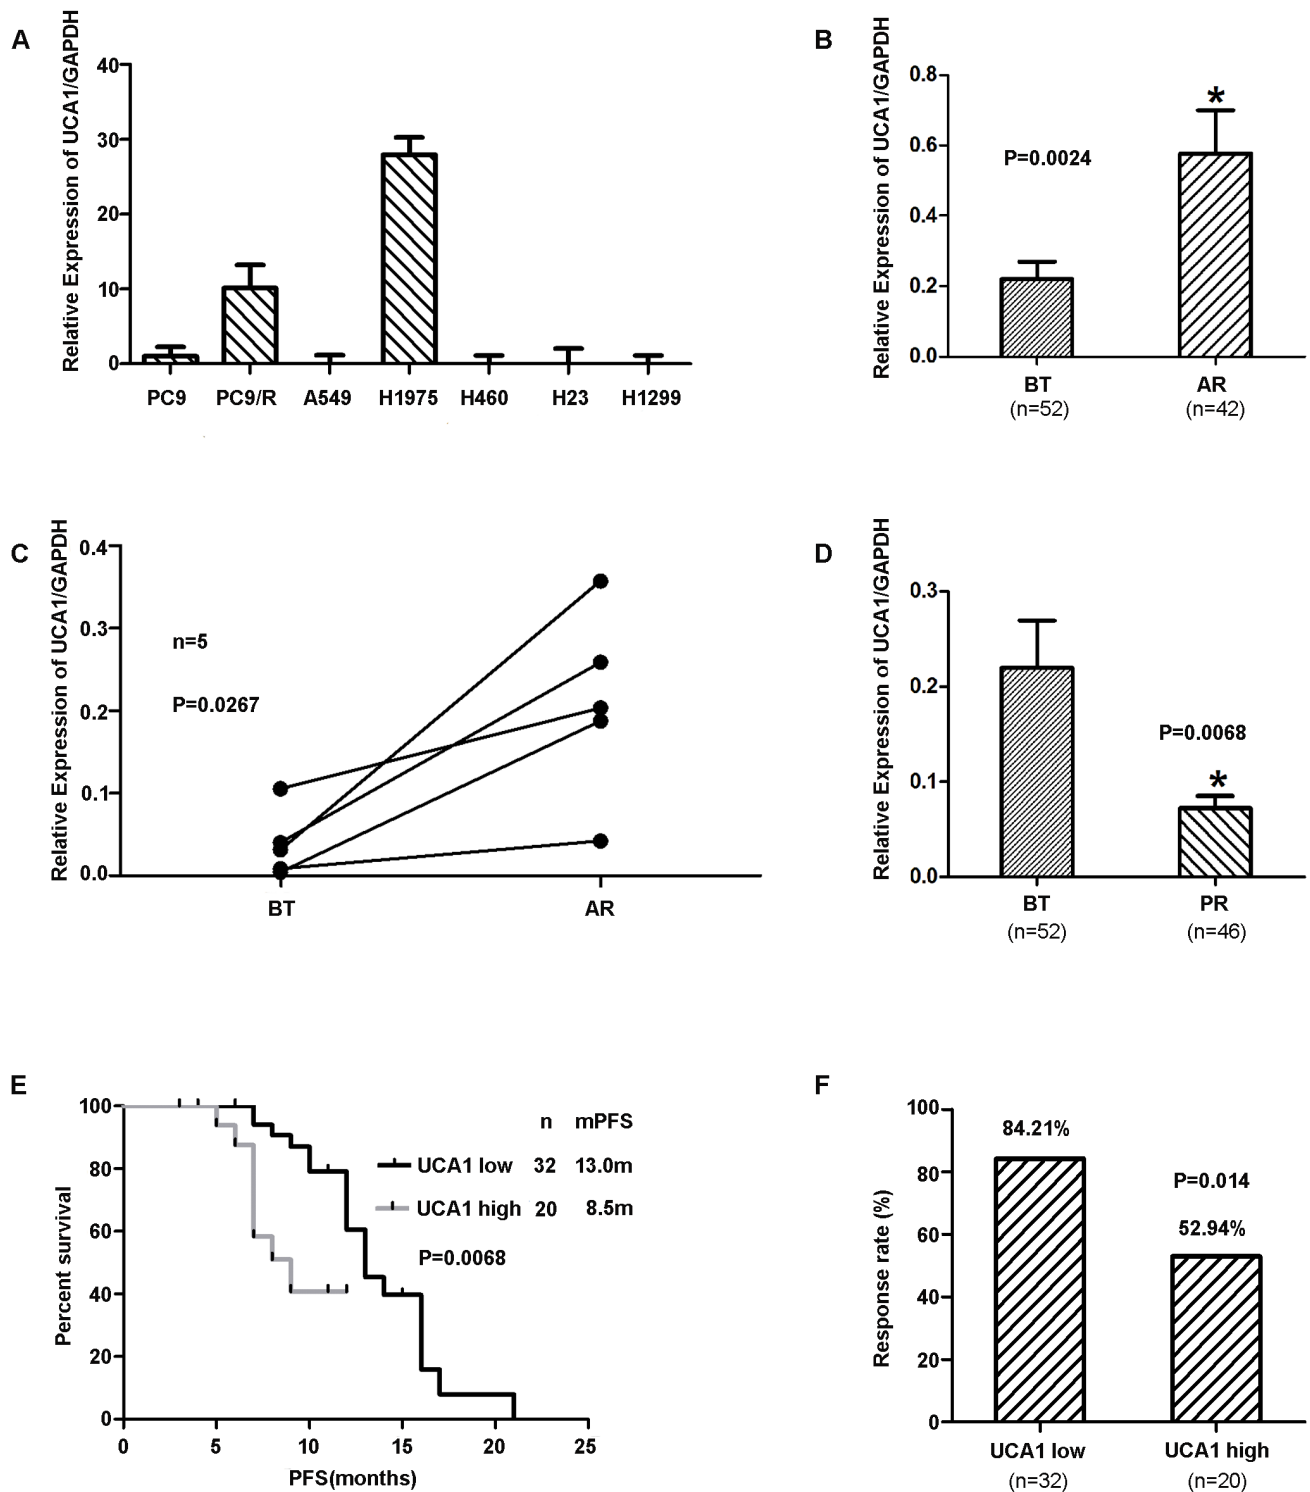 A
Relative Expression of UCA1/GAPDH
40
30
20
10
0
PC9 PC9/R A549 H1975 H460 H23 H1299
B
Relative Expression of UCA1/GAPDH
0.8
0.6
0.4
0.2
0.0
*
P=0.0024
BT AR
(n=52) (n=42)
C
Relative Expression of UCA1/GAPDH
0.4
0.3
0.2
0.1
0.0
n=5
P=0.0267
BT AR
D
Relative Expression of UCA1/GAPDH
0.3
0.2
0.1
0.0
P=0.0068
*
BT PR
(n=52) (n=46)
E
Percent survival
100
80
60
40
20
0
n mPFS
UCA1 low 32 13.0m
UCA1 high 20 8.5m
P=0.0068
0 5 10 15 20 25
PFS(months)
F
Response rate (%)
100
80
60
40
20
0
84.21%
P=0.014
52.94%
UCA1 low UCA1 high
(n=32) (n=20)